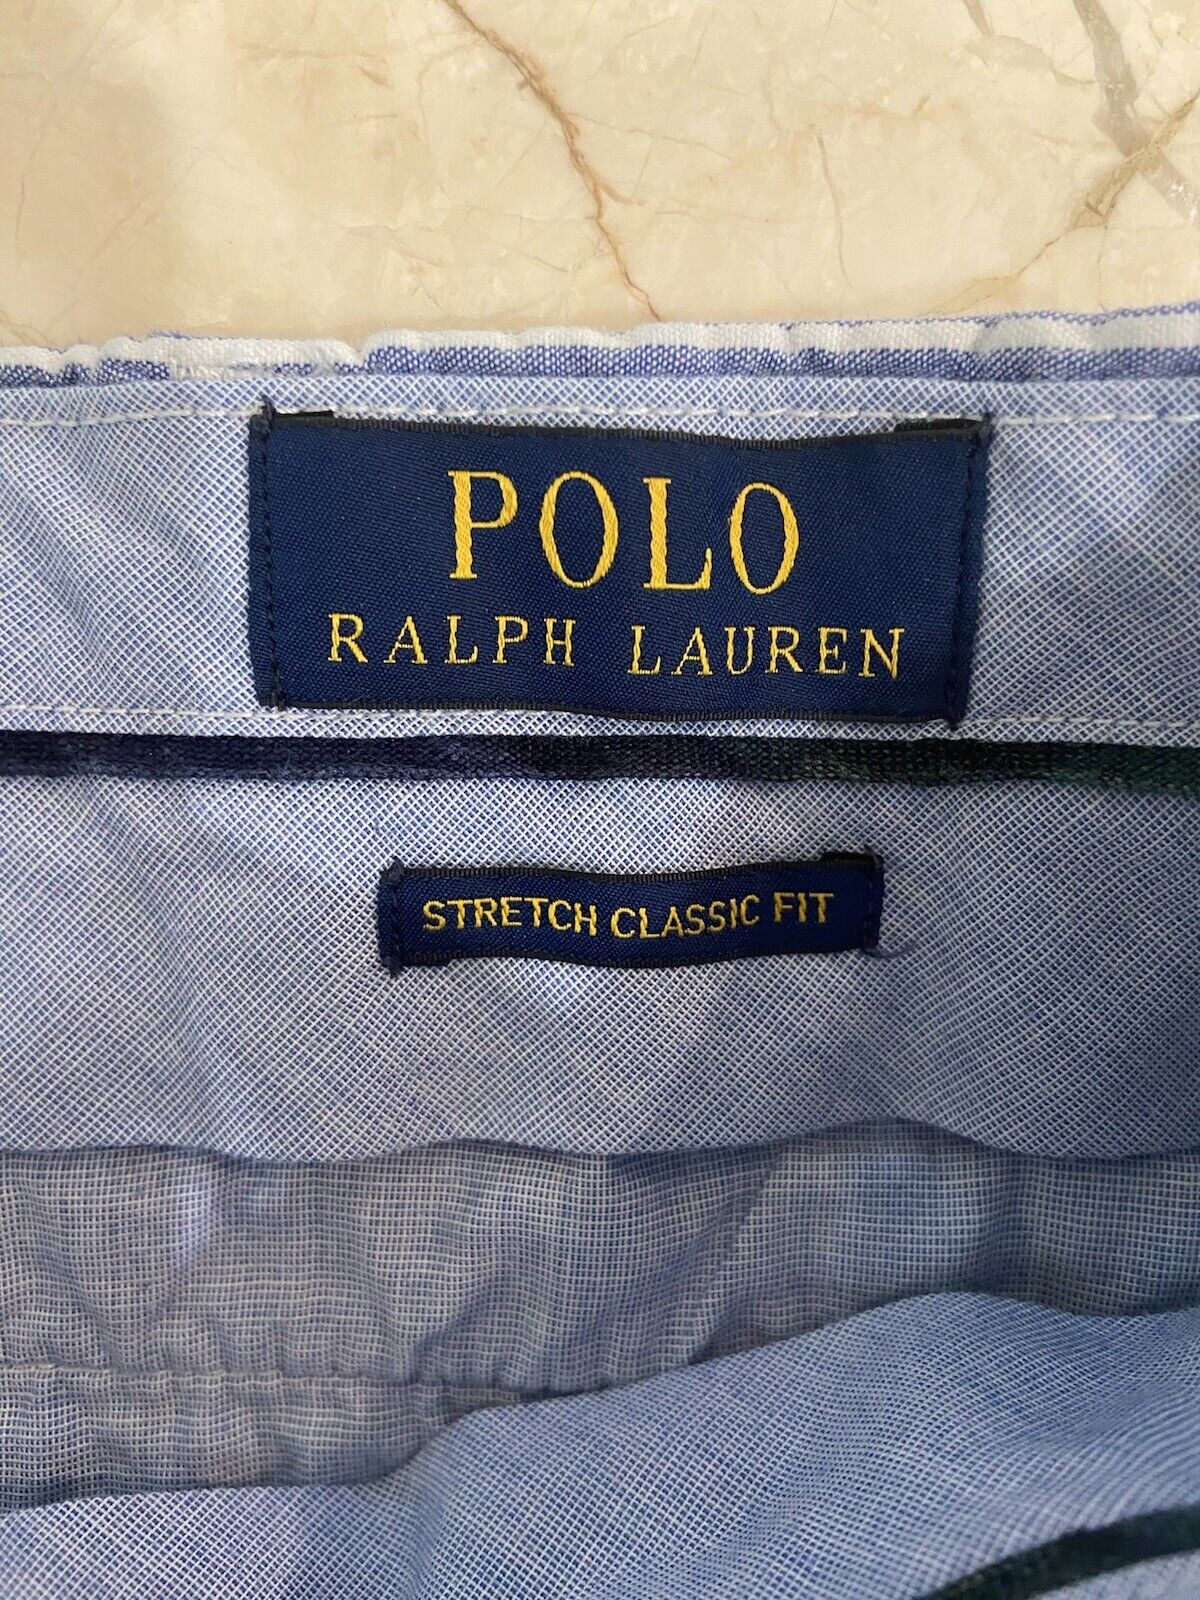 POLO
RALPH LAUREN
STRETCH CLASSIC FIT